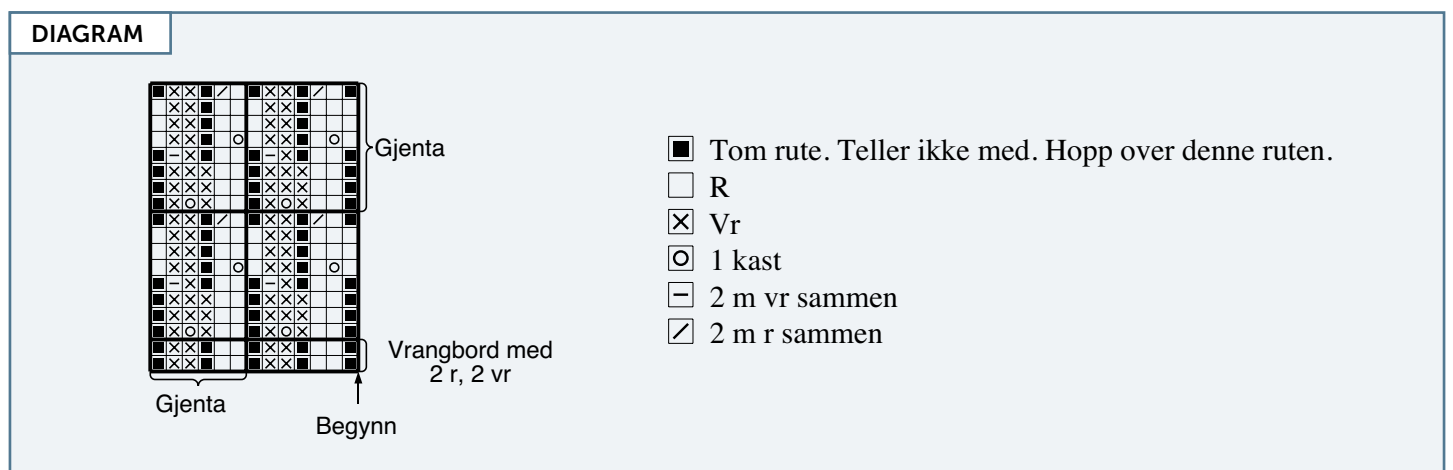 DIAGRAM
Gjenta
Vrangbord med
2 r, 2 vr
Gjenta
Begynn
Tom rute. Teller ikke med. Hopp over denne ruten.
R
Vr
1 kast
2 m vr sammen
2 m r sammen